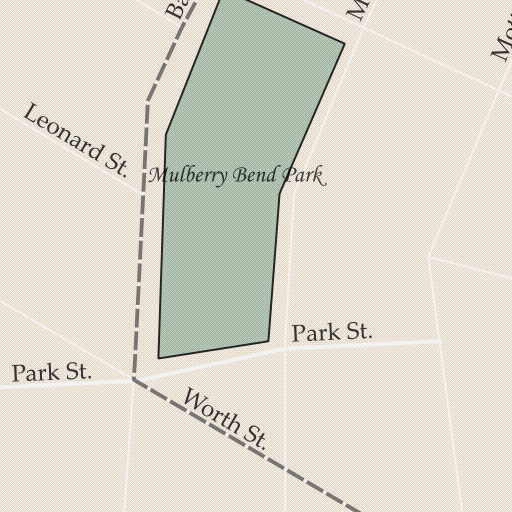 Leonard St.
Mulberry Bend Park
Park St.
Park St.
Worth St.